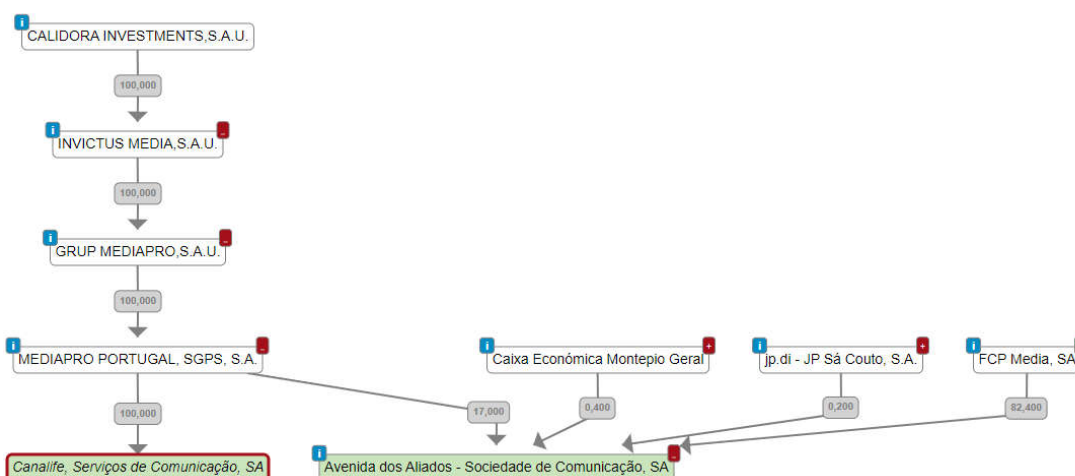 CALIDORA INVESTMENTS,S.A.U.
100,000
INVICTUS MEDIA,S.A.U.
100,000
GRUP MEDIAPRO,S.A.U.
100,000
MEDIAPRO PORTUGAL, SGPS, S.A.
Caixa Económica Montepio Geral
jp.di - JP Sá Couto, S.A.
FCP Media, SA
100,000
17,000
0,400
0,200
82,400
Canalife, Serviços de Comunicação, SA
Avenida dos Aliados - Sociedade de Comunicação, SA